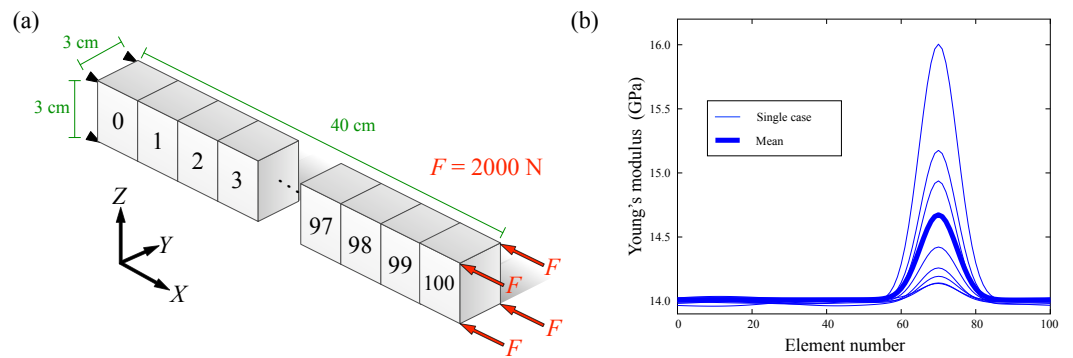 (a)
3 cm
3 cm
40 cm
F = 2000 N
0
1
2
3
97
98
99
100
F
F
F
F
Z
Y
X
(b)
Young's modulus (GPa)
16.0
15.5
15.0
14.5
14.0
Single case
Mean
0 20 40 60 80 100
Element number